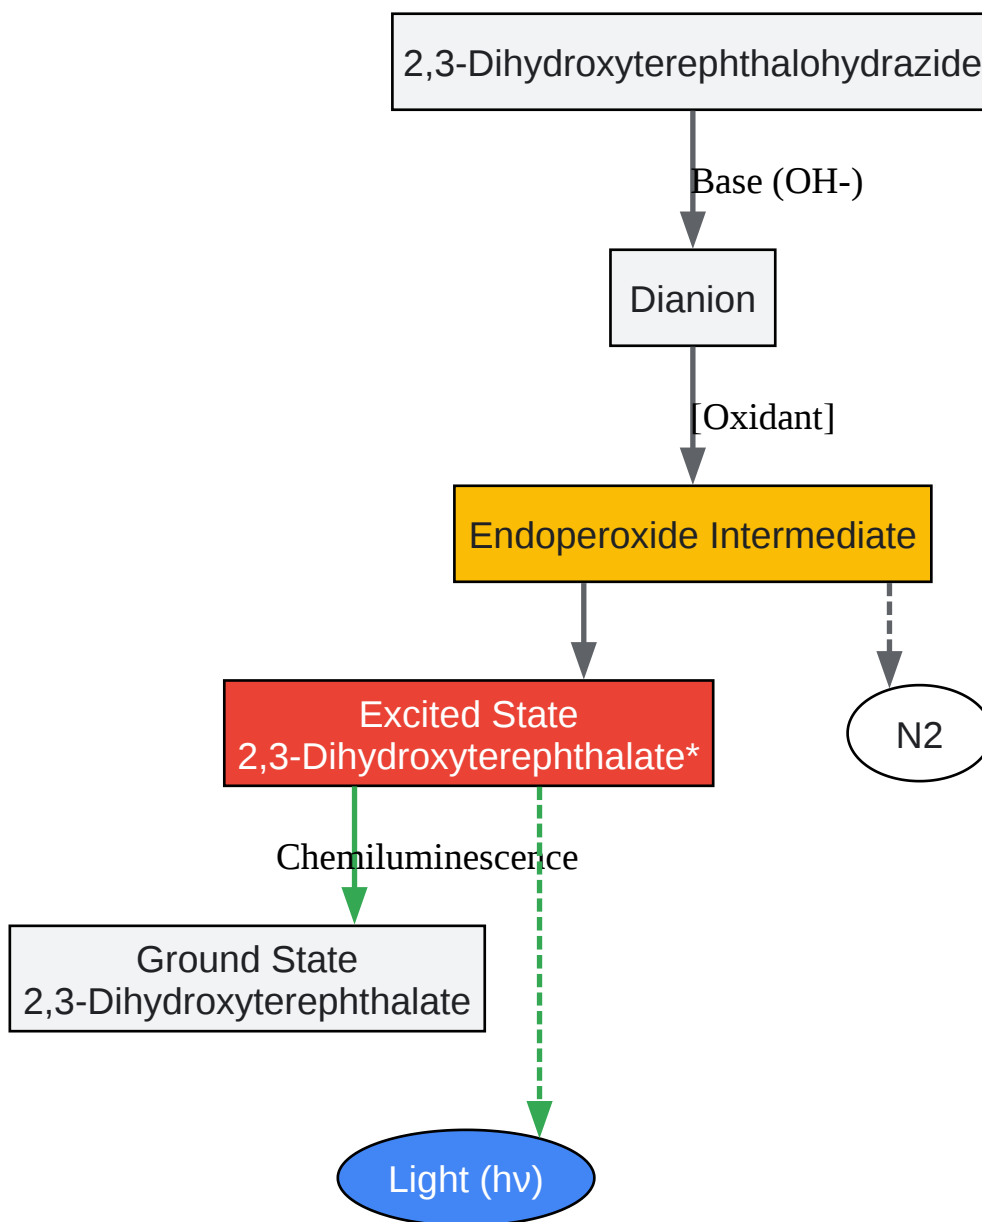 2,3-Dihydroxyterephthalohydrazide
Base (OH-)
Dianion
[Oxidant]
Endoperoxide Intermediate
Excited State
2,3-Dihydroxyterephthalate*
N2
Chemiluminescence
Ground State
2,3-Dihydroxyterephthalate
Light (hν)